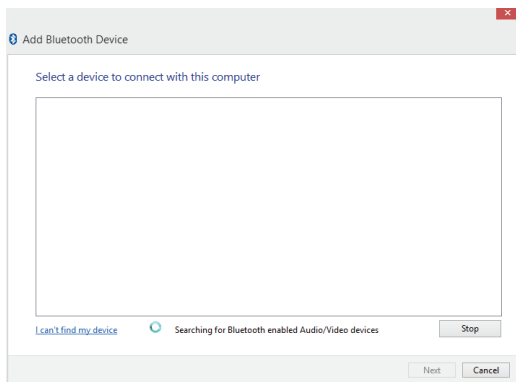 Add Bluetooth Device
Select a device to connect with this computer
I can't find my device
Searching for Bluetooth enabled Audio/Video devices
Stop
Next
Cancel